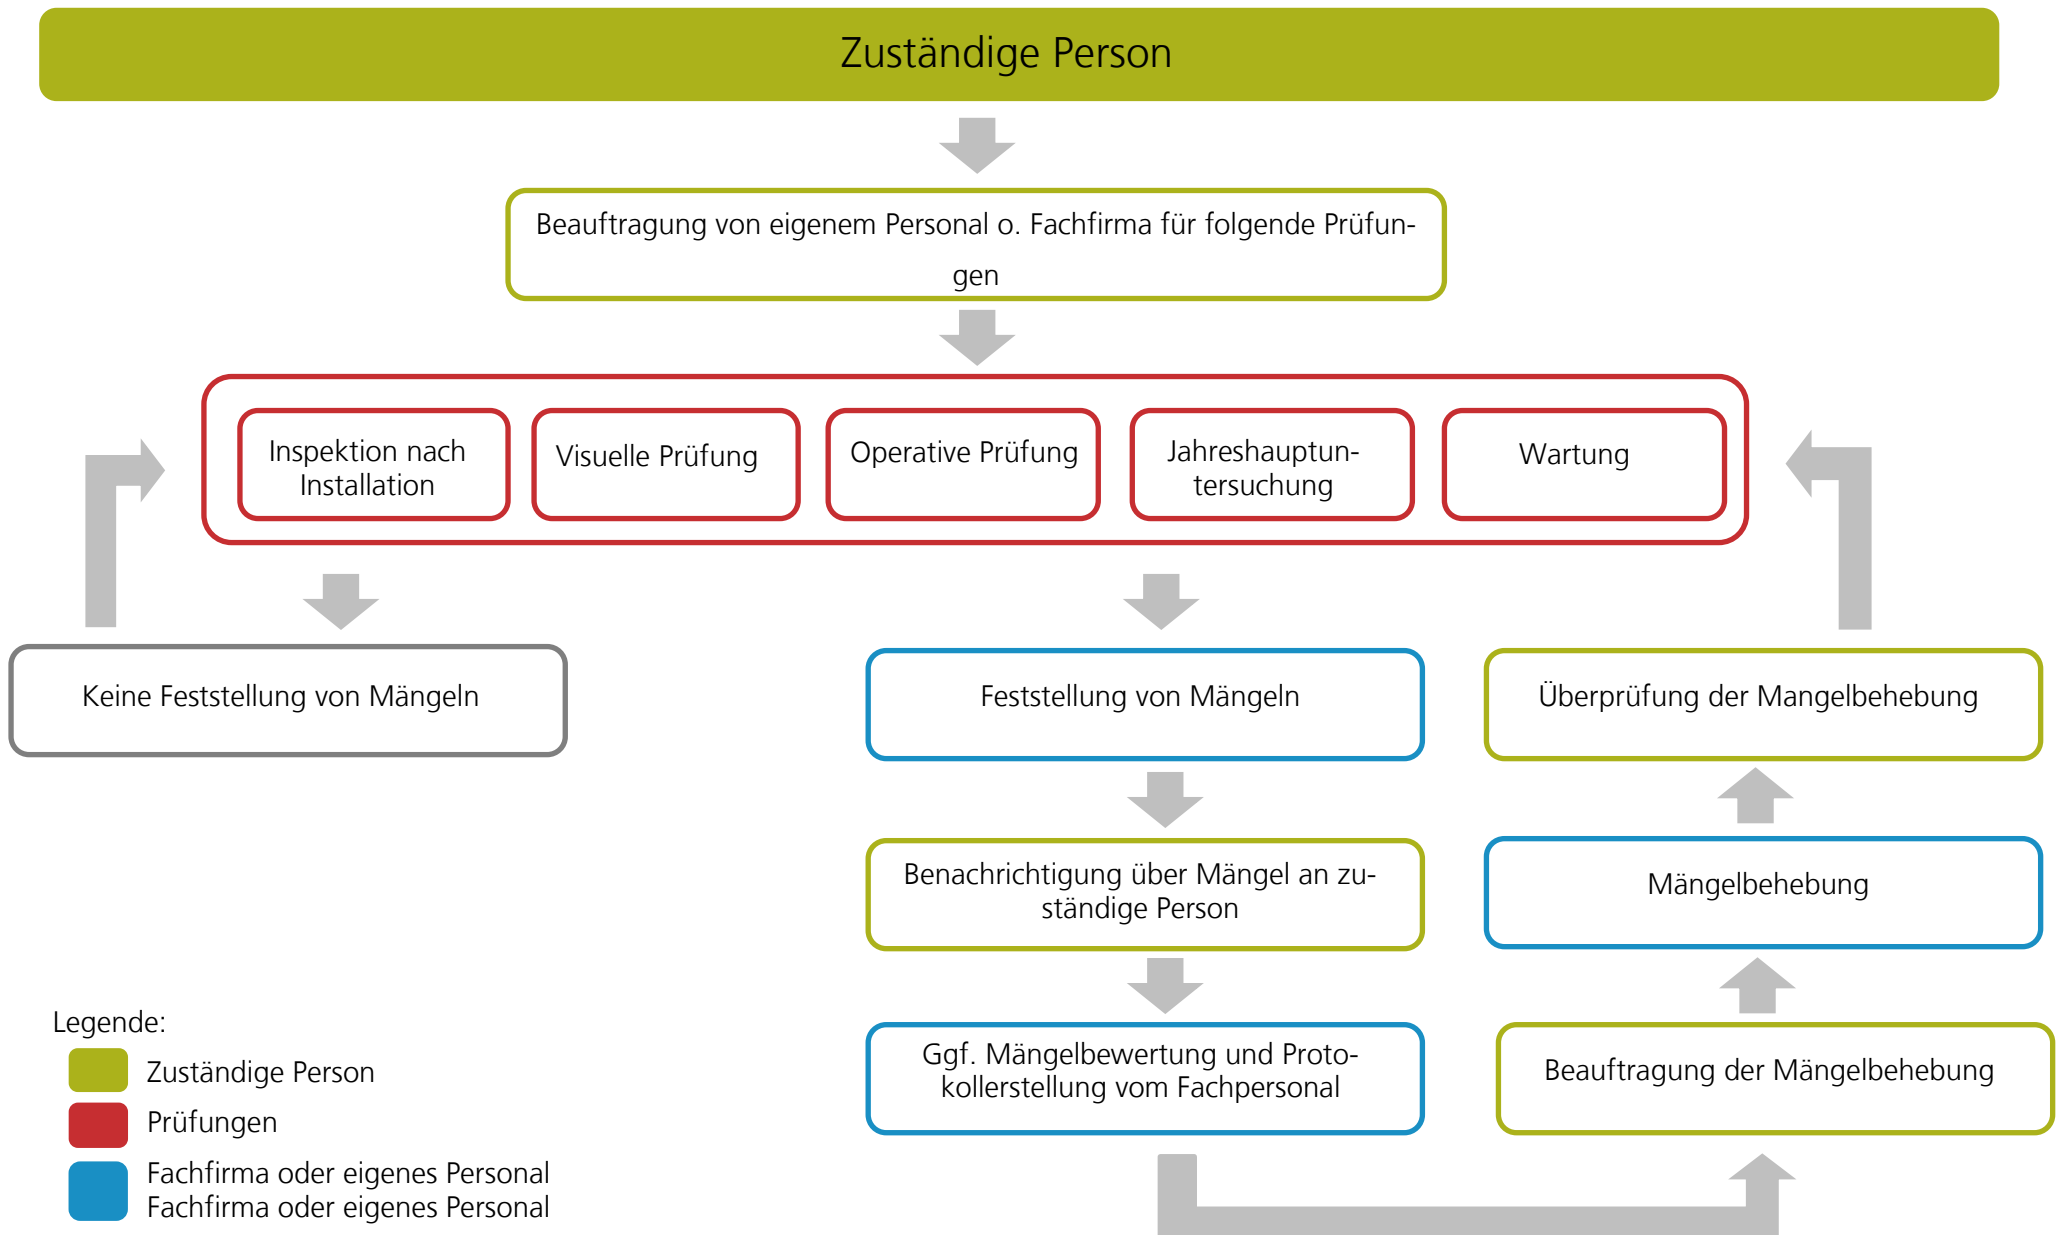 Zuständige Person
Beauftragung von eigenem Personal o. Fachfirma für folgende Prüfun-
gen
Inspektion nach
Installation
Visuelle Prüfung
Operative Prüfung
Jahreshauptun-
tersuchung
Wartung
Keine Feststellung von Mängeln
Feststellung von Mängeln
Überprüfung der Mangelbehebung
Benachrichtigung über Mängel an zu-
ständige Person
Mängelbehebung
Ggf. Mängelbewertung und Proto-
kollerstellung vom Fachpersonal
Beauftragung der Mängelbehebung
Legende:
Zuständige Person
Prüfungen
Fachfirma oder eigenes Personal
Fachfirma oder eigenes Personal